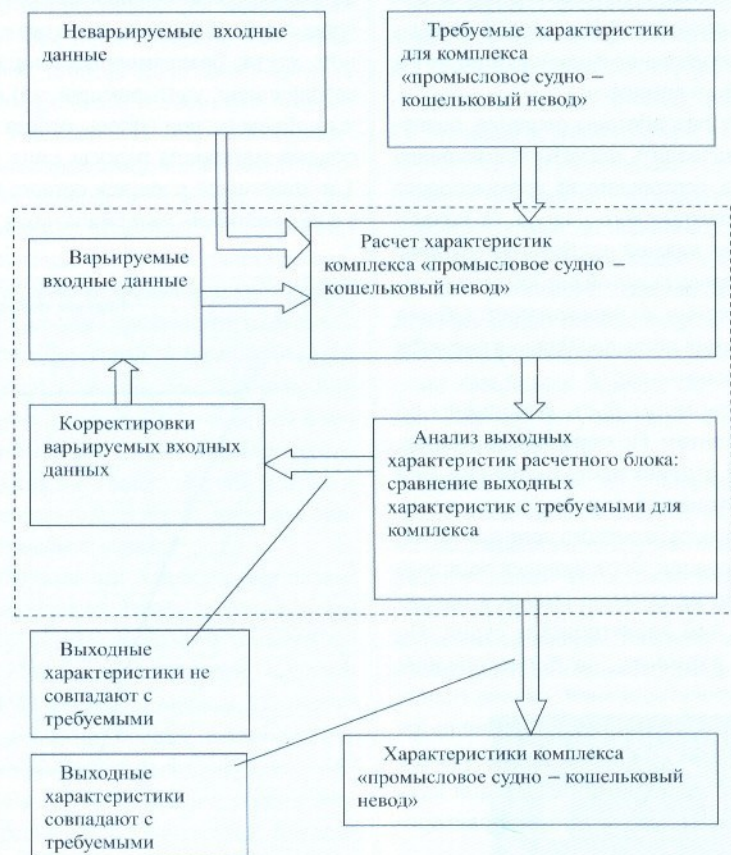 Неварьируемые входные
данные
Требуемые характеристики
для комплекса
«промысловое судно –
кошельковый невод»
Варьируемые
входные данные
Расчет характеристик
комплекса «промысловое судно –
кошельковый невод»
Корректировки
варьируемых входных
данных
Анализ выходных
характеристик расчетного блока:
сравнение выходных
характеристик с требуемыми для
комплекса
Выходные
характеристики не
совпадают с
требуемыми
Выходные
характеристики
совпадают с
требуемыми
Характеристики комплекса
«промысловое судно – кошельковый
невод»